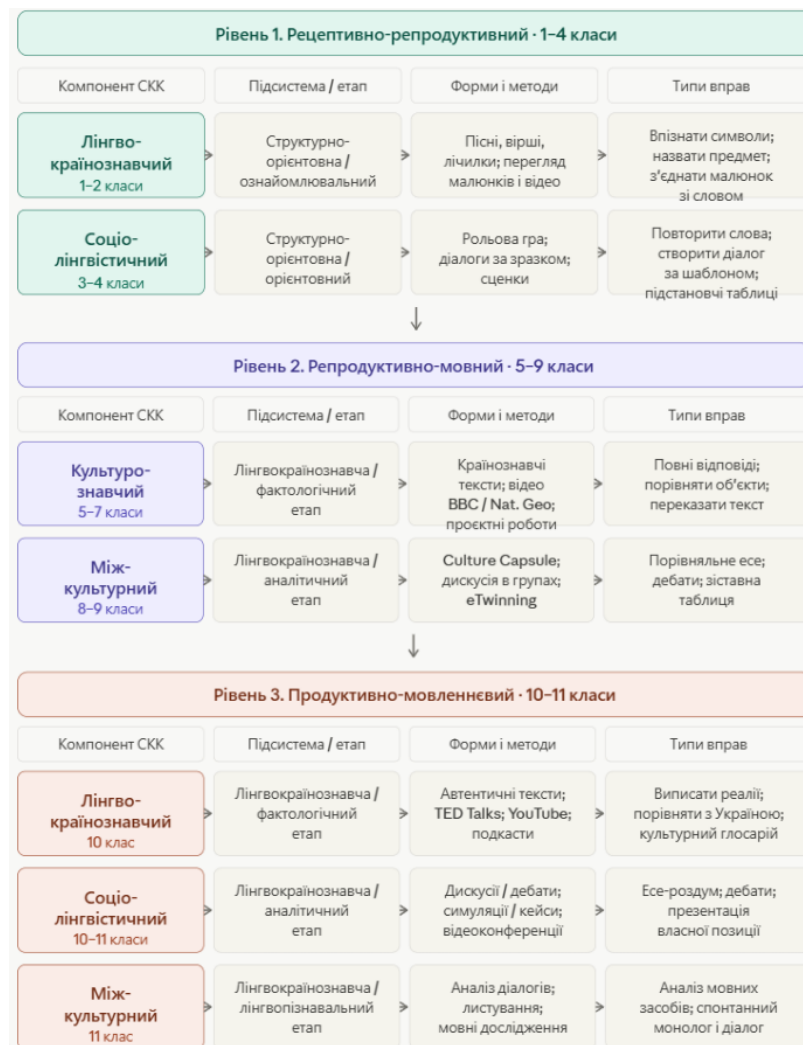 Рівень 1. Рецептивно-репродуктивний · 1–4 класи
Компонент СКК
Підсистема / етап
Форми і методи
Типи вправ
Лінгво-
країнознавчий
1–2 класи
Структурно-
орієнтовна /
ознайомлювальний
Пісні, вірші,
лічилки; перегляд
малюнків і відео
Впізнати символи;
назвати предмет;
з'єднати малюнок
зі словом
Соціо-
лінгвістичний
3–4 класи
Структурно-
орієнтовна /
орієнтовний
Рольова гра;
діалоги за зразком;
сценки
Повторити слова;
створити діалог
за шаблоном;
підстановчі таблиці
Рівень 2. Репродуктивно-мовний · 5–9 класи
Компонент СКК
Підсистема / етап
Форми і методи
Типи вправ
Культуро-
знавчий
5–7 класи
Лінгвокраїнознавча /
фактологічний
етап
Країнознавчі
тексти; відео
BBC / Nat. Geo;
проєктні роботи
Повні відповіді;
порівняти об'єкти;
переказати текст
Між-
культурний
8–9 класи
Лінгвокраїнознавча /
аналітичний
етап
Culture Capsule;
дискусія в групах;
eTwinning
Порівняльне есе;
дебати; зіставна
таблиця
Рівень 3. Продуктивно-мовленнєвий · 10–11 класи
Компонент СКК
Підсистема / етап
Форми і методи
Типи вправ
Лінгво-
країнознавчий
10 клас
Лінгвокраїнознавча /
фактологічний
етап
Автентичні тексти;
TED Talks; YouTube;
подкасти
Виписати реалії;
порівняти з Україною;
культурний глосарій
Соціо-
лінгвістичний
10–11 класи
Лінгвокраїнознавча /
аналітичний
етап
Дискусії / дебати;
симуляції / кейси;
відеоконференції
Есе-роздум; дебати;
презентація
власної позиції
Між-
культурний
11 клас
Лінгвокраїнознавча /
лінгвопізнавальний
етап
Аналіз діалогів;
листування;
мовні дослідження
Аналіз мовних
засобів; спонтанний
монолог і діалог